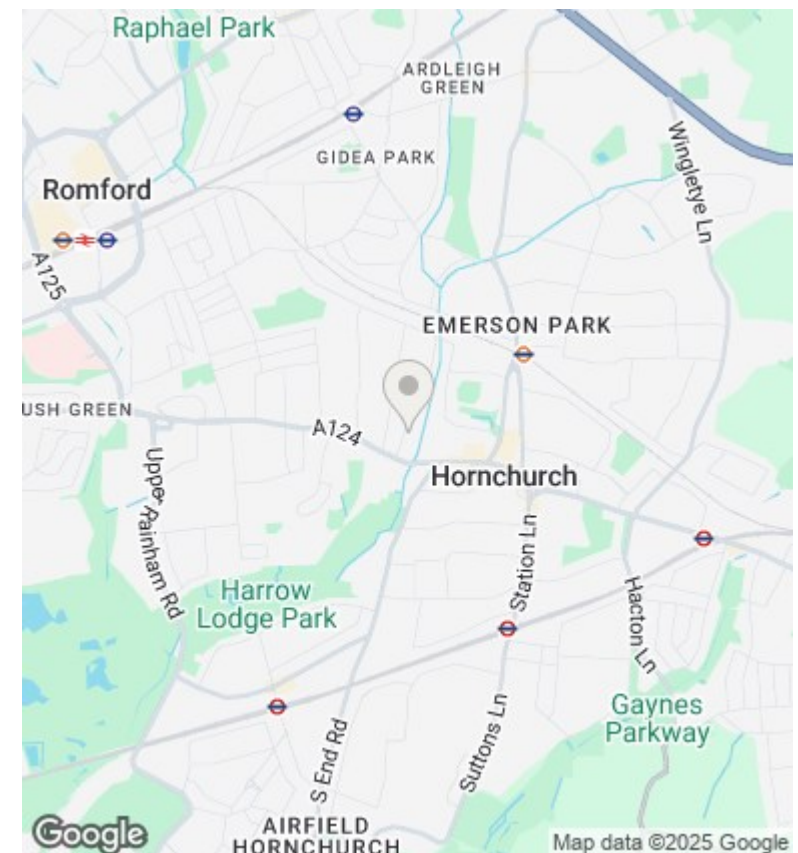 Raphael Park
ARDLEIGH
GREEN
GIDEA PARK
Wingletye Ln
Romford
A125
EMERSON PARK
USH GREEN
A124
Hornchurch
Upper Rainham Rd
Station Ln
Harrow
Lodge Park
Hacton Ln
Gaynes
Parkway
Suttons Ln
S End Rd
AIRFIELD
HORNCHURCH
Google
Map data ©2025 Google